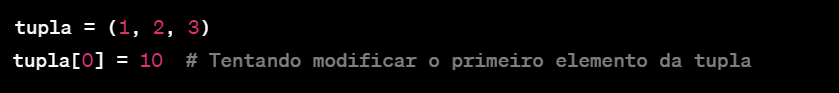 tupla = (1, 2, 3)
tupla[0] = 10  # Tentando modificar o primeiro elemento da tupla